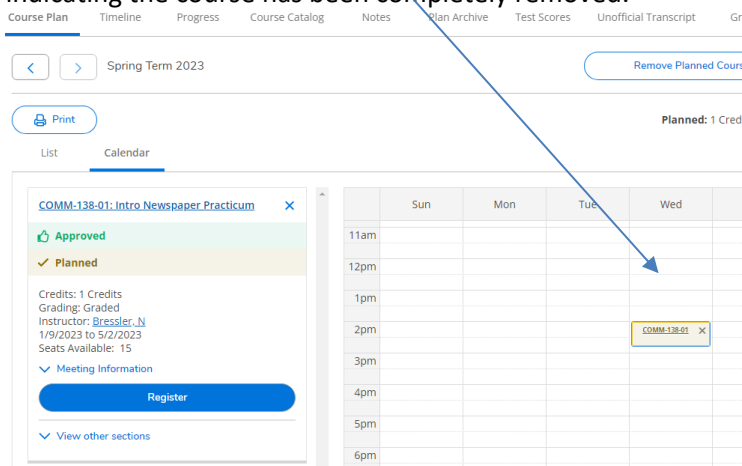 indicating the course has been completely removed.
Course Plan Timeline Progress Course Catalog Notes Plan Archive Test Scores Unofficial Transcript Gr
Spring Term 2023
Remove Planned Cours
Print
Planned: 1 Cred
List Calendar
COMM-138-01: Intro Newspaper Practicum
Approved
Planned
Credits: 1 Credits
Grading: Graded
Instructor: Bressler, N
1/9/2023 to 5/2/2023
Seats Available: 15
Meeting Information
Register
View other sections
Sun Mon Tue Wed
11am
12pm
1pm
2pm COMM-138-01
3pm
4pm
5pm
6pm